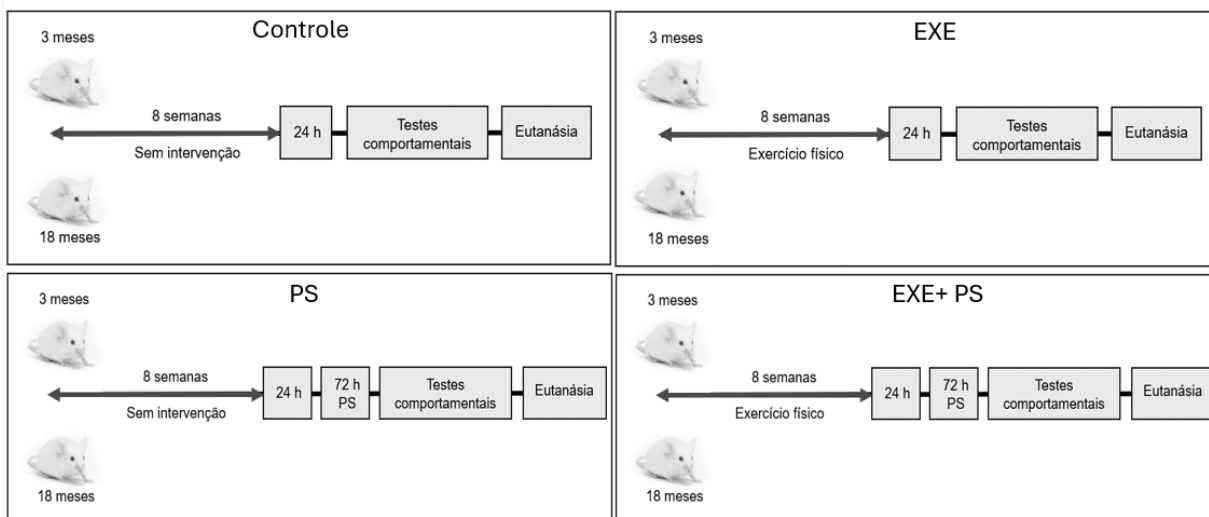 Controle
3 meses
8 semanas
Sem intervenção
24 h
Testes
comportamentais
Eutanásia
18 meses
EXE
3 meses
8 semanas
Exercício físico
24 h
Testes
comportamentais
Eutanásia
18 meses
PS
3 meses
8 semanas
Sem intervenção
24 h
72 h
PS
Testes
comportamentais
Eutanásia
18 meses
EXE+ PS
3 meses
8 semanas
Exercício físico
24 h
72 h
PS
Testes
comportamentais
Eutanásia
18 meses